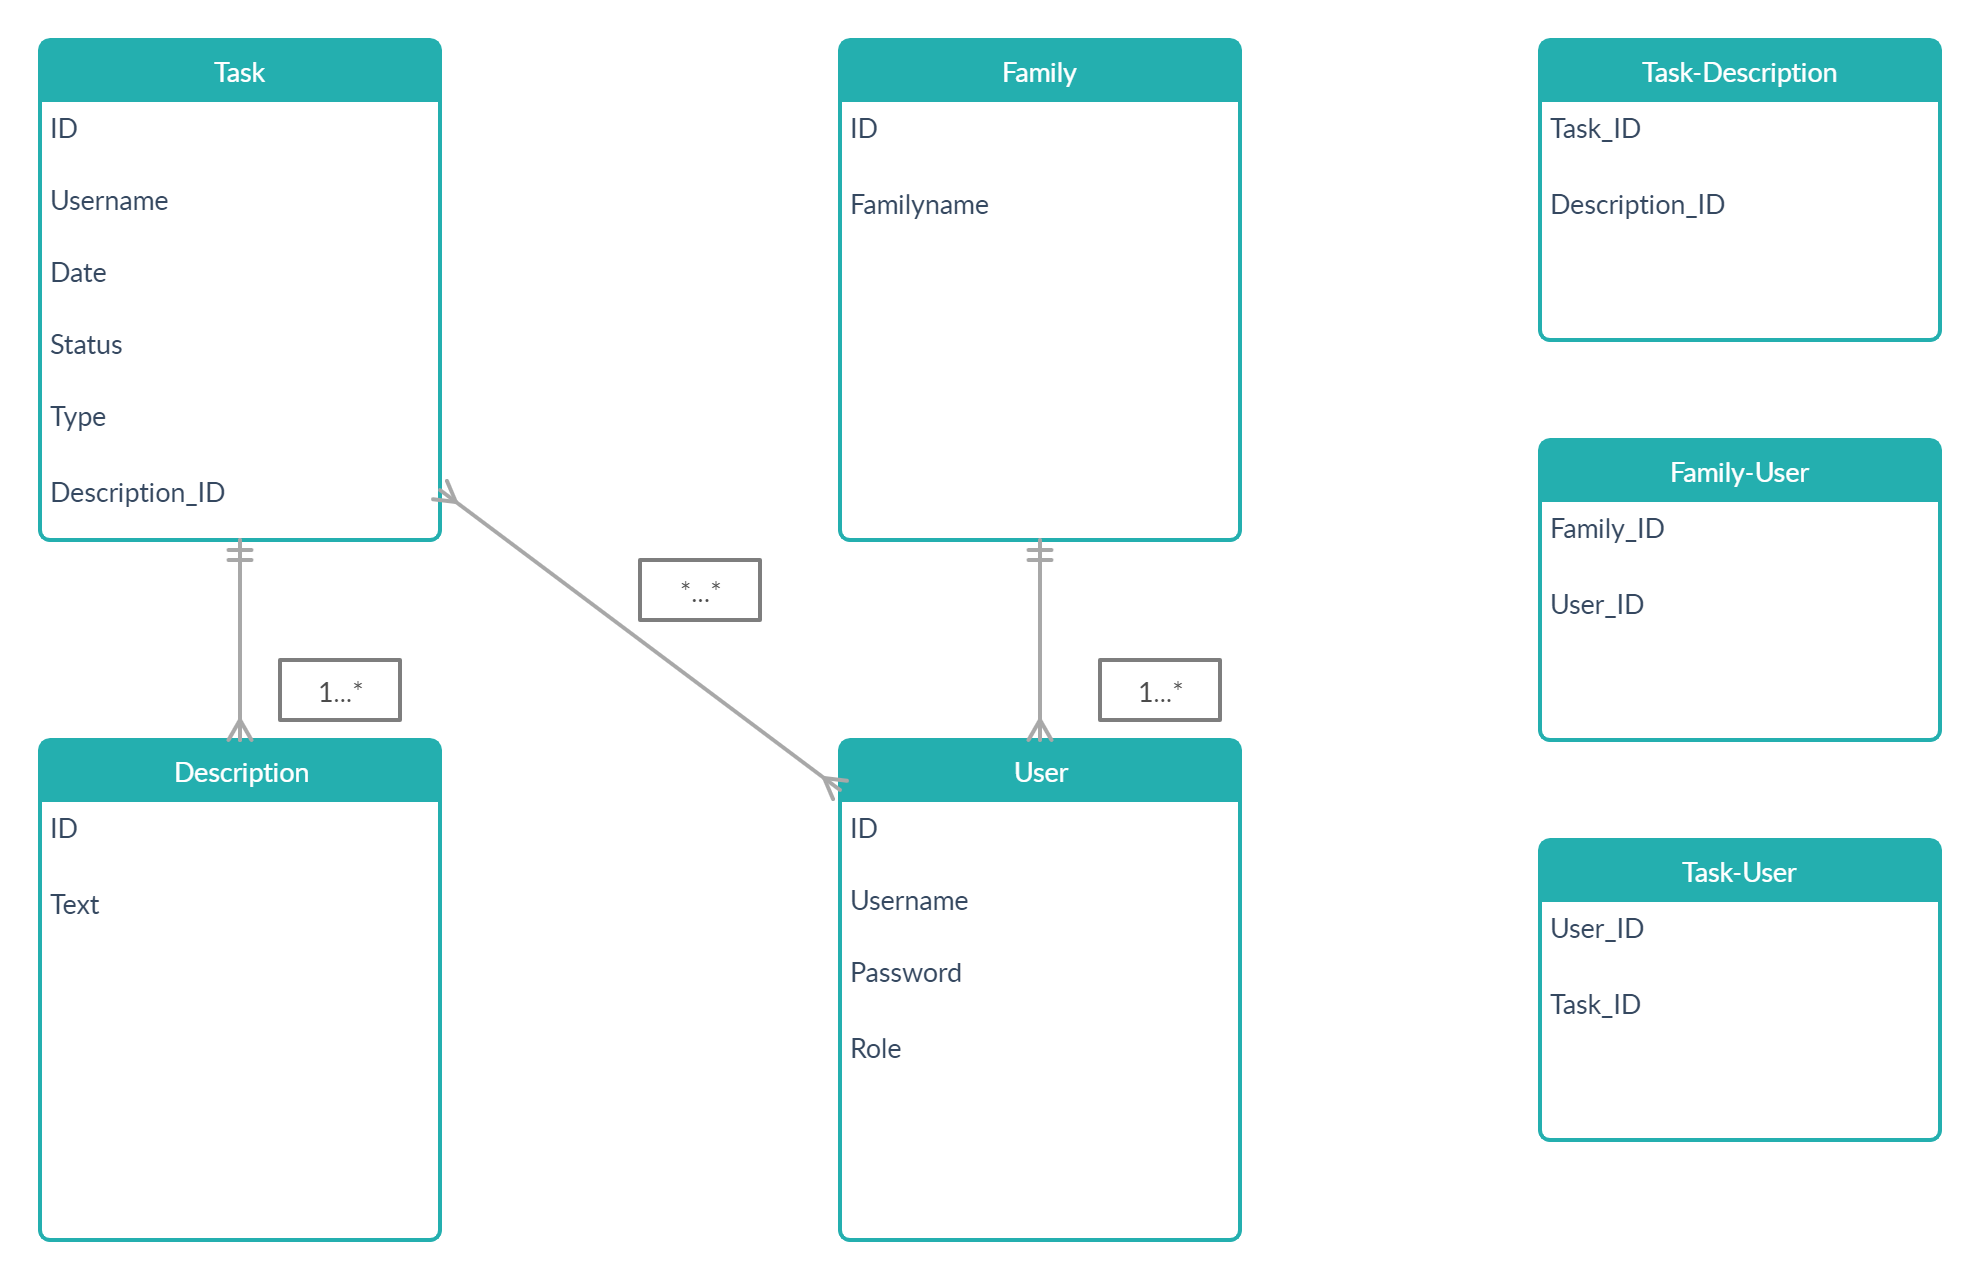 Task
ID
Username
Date
Status
Type
Description_ID
Family
ID
Familyname
Task-Description
Task_ID
Description_ID
*...*
1...*
1...*
Family-User
Family_ID
User_ID
Description
ID
Text
User
ID
Username
Password
Role
Task-User
User_ID
Task_ID